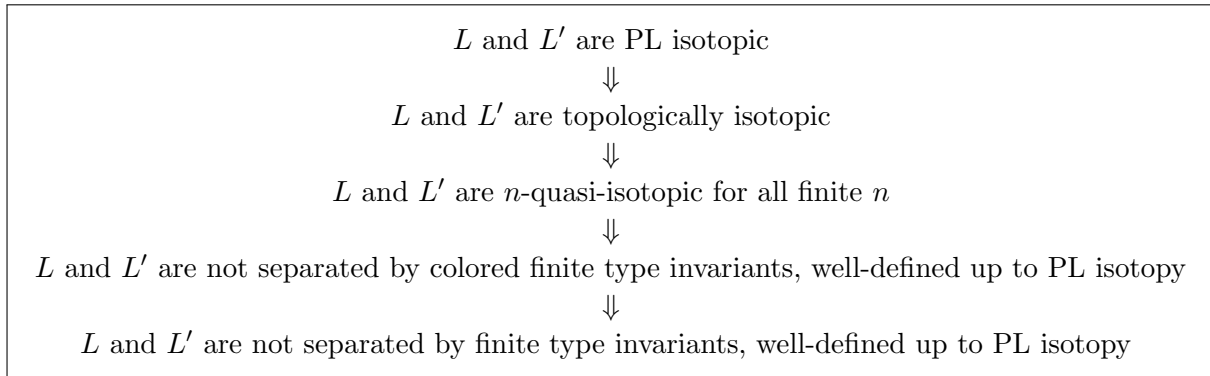 L and L′ are PL isotopic
⇓
L and L′ are topologically isotopic
⇓
L and L′ are n-quasi-isotopic for all finite n
⇓
L and L′ are not separated by colored finite type invariants, well-defined up to PL isotopy
⇓
L and L′ are not separated by finite type invariants, well-defined up to PL isotopy